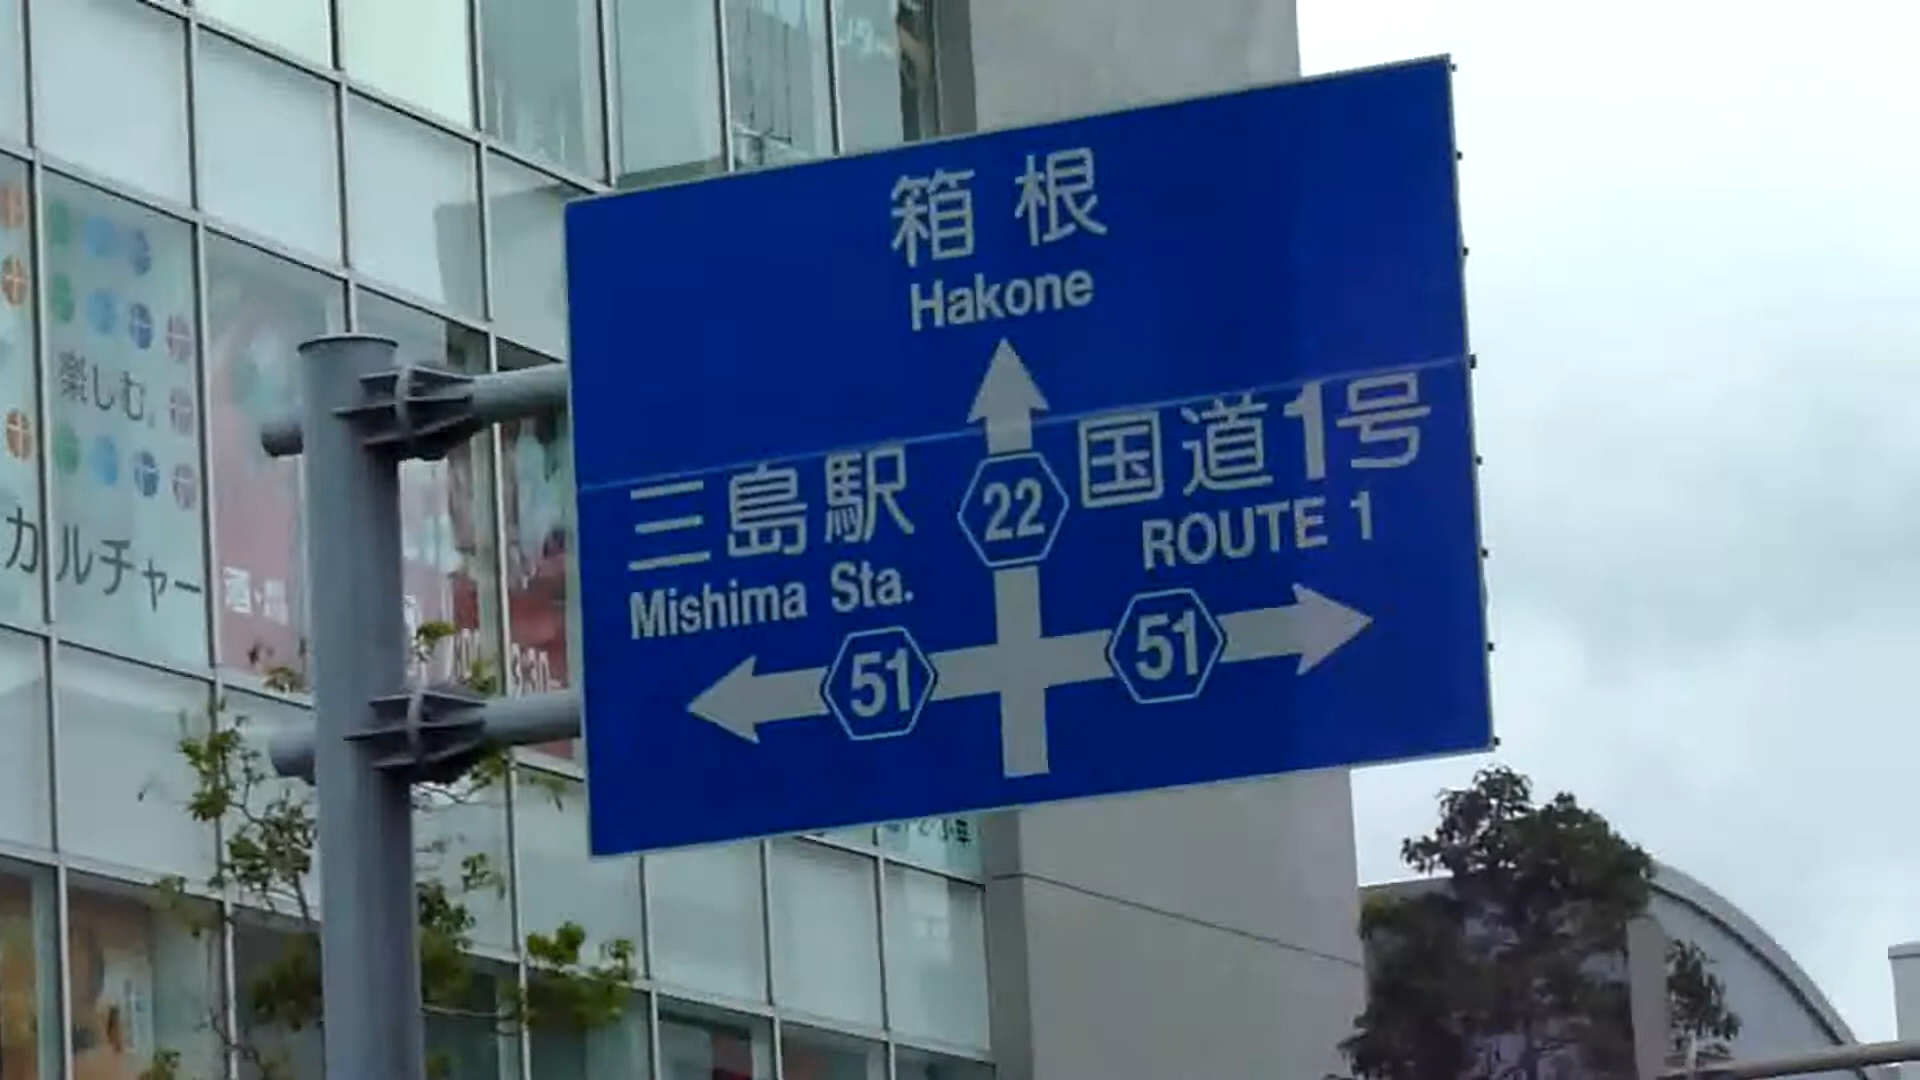 箱根
Hakone
三島駅
Mishima Sta.
22
国道1号
ROUTE 1
51
51
楽しむ。
カルチャー